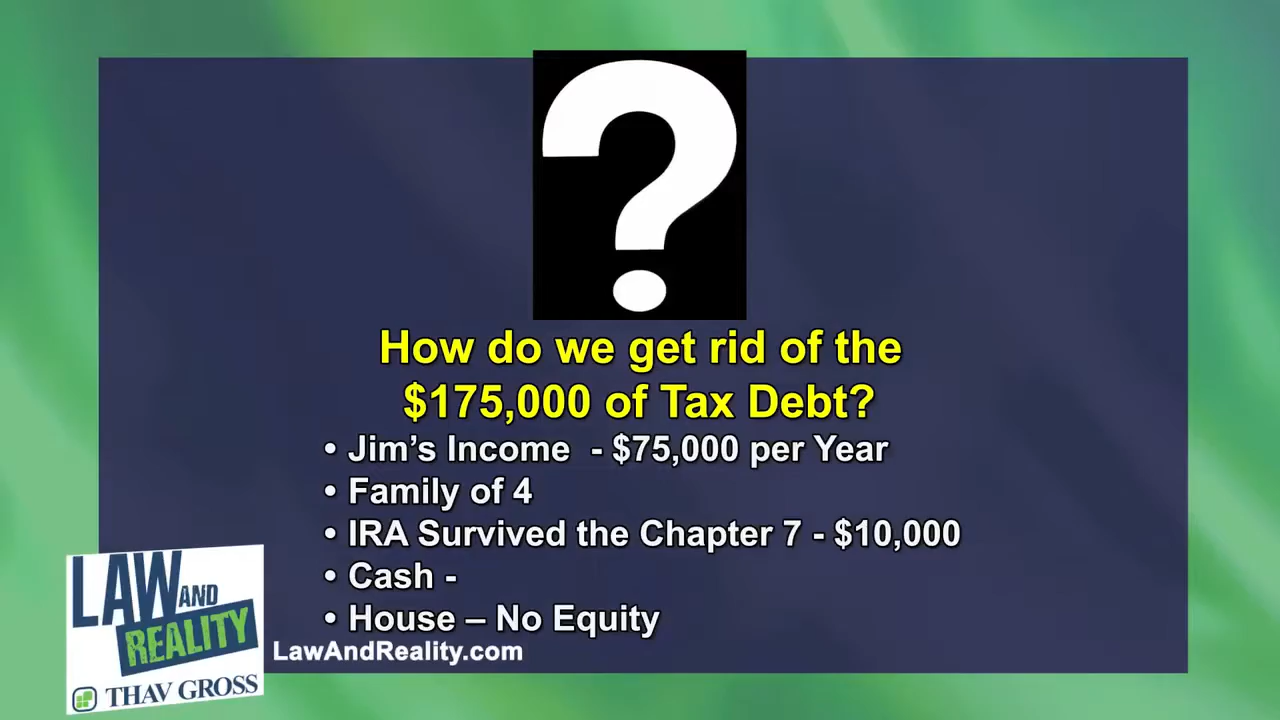 ?
How do we get rid of the
$175,000 of Tax Debt?
• Jim's Income - $75,000 per Year
• Family of 4
• IRA Survived the Chapter 7 - $10,000
• Cash -
• House – No Equity
LAW AND
REALITY
THAV GROSS
LawAndReality.com